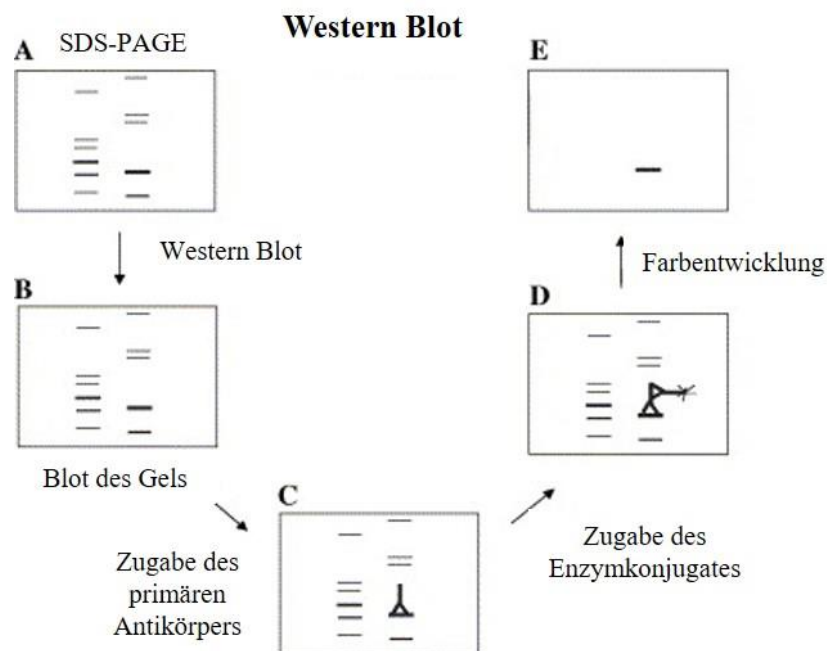 Western Blot
A
SDS-PAGE
Western Blot
B
Blot des Gels
Zugabe des
primären
Antikörpers
C
Zugabe des
Enzymkonjugates
D
Farbentwicklung
E